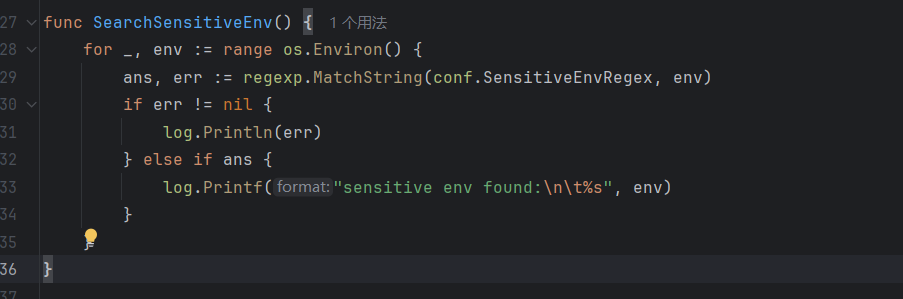 27 func SearchSensitiveEnv() { 1 个用法
28 for _, env := range os.Environ() {
29 ans, err := regexp.MatchString(conf.SensitiveEnvRegex, env)
30 if err != nil {
31 log.Println(err)
32 } else if ans {
33 log.Printf( format: "sensitive env found:\n\t%s", env)
34 }
35 }
36 }
37